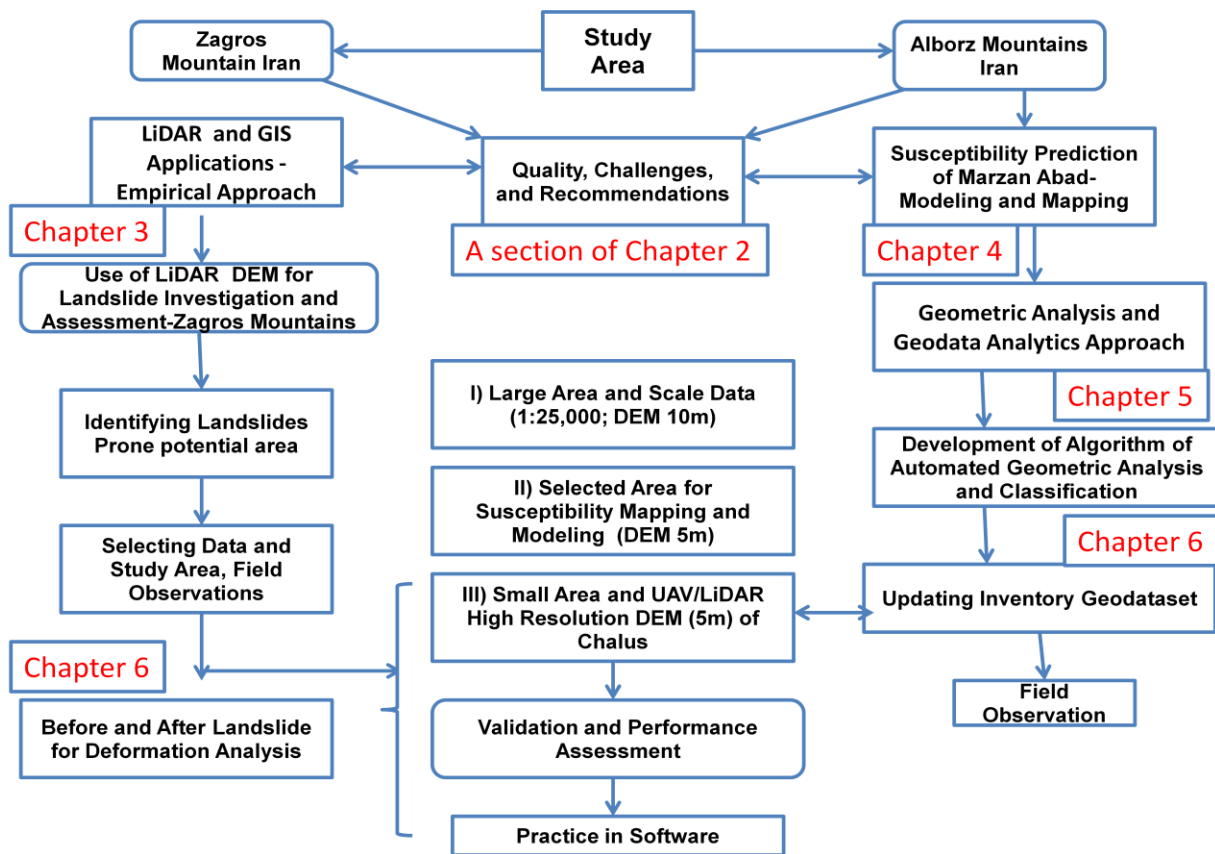 Zagros
Mountain Iran
Study
Area
Alborz Mountains
Iran
LiDAR and GIS
Applications -
Empirical Approach
Chapter 3
Quality, Challenges,
and Recommendations
A section of Chapter 2
Susceptibility Prediction
of Marzan Abad-
Modeling and Mapping
Chapter 4
Use of LiDAR DEM for
Landslide Investigation and
Assessment-Zagros Mountains
Geometric Analysis and
Geodata Analytics Approach
Chapter 5
Identifying Landslides
Prone potential area
I) Large Area and Scale Data
(1:25,000; DEM 10m)
Development of Algorithm of
Automated Geometric Analysis
and Classification
Chapter 6
Selecting Data and
Study Area, Field
Observations
II) Selected Area for
Susceptibility Mapping and
Modeling (DEM 5m)
III) Small Area and UAV/LiDAR
High Resolution DEM (5m) of
Chalus
Updating Inventory Geodataset
Chapter 6
Before and After Landslide
for Deformation Analysis
Validation and Performance
Assessment
Field
Observation
Practice in Software